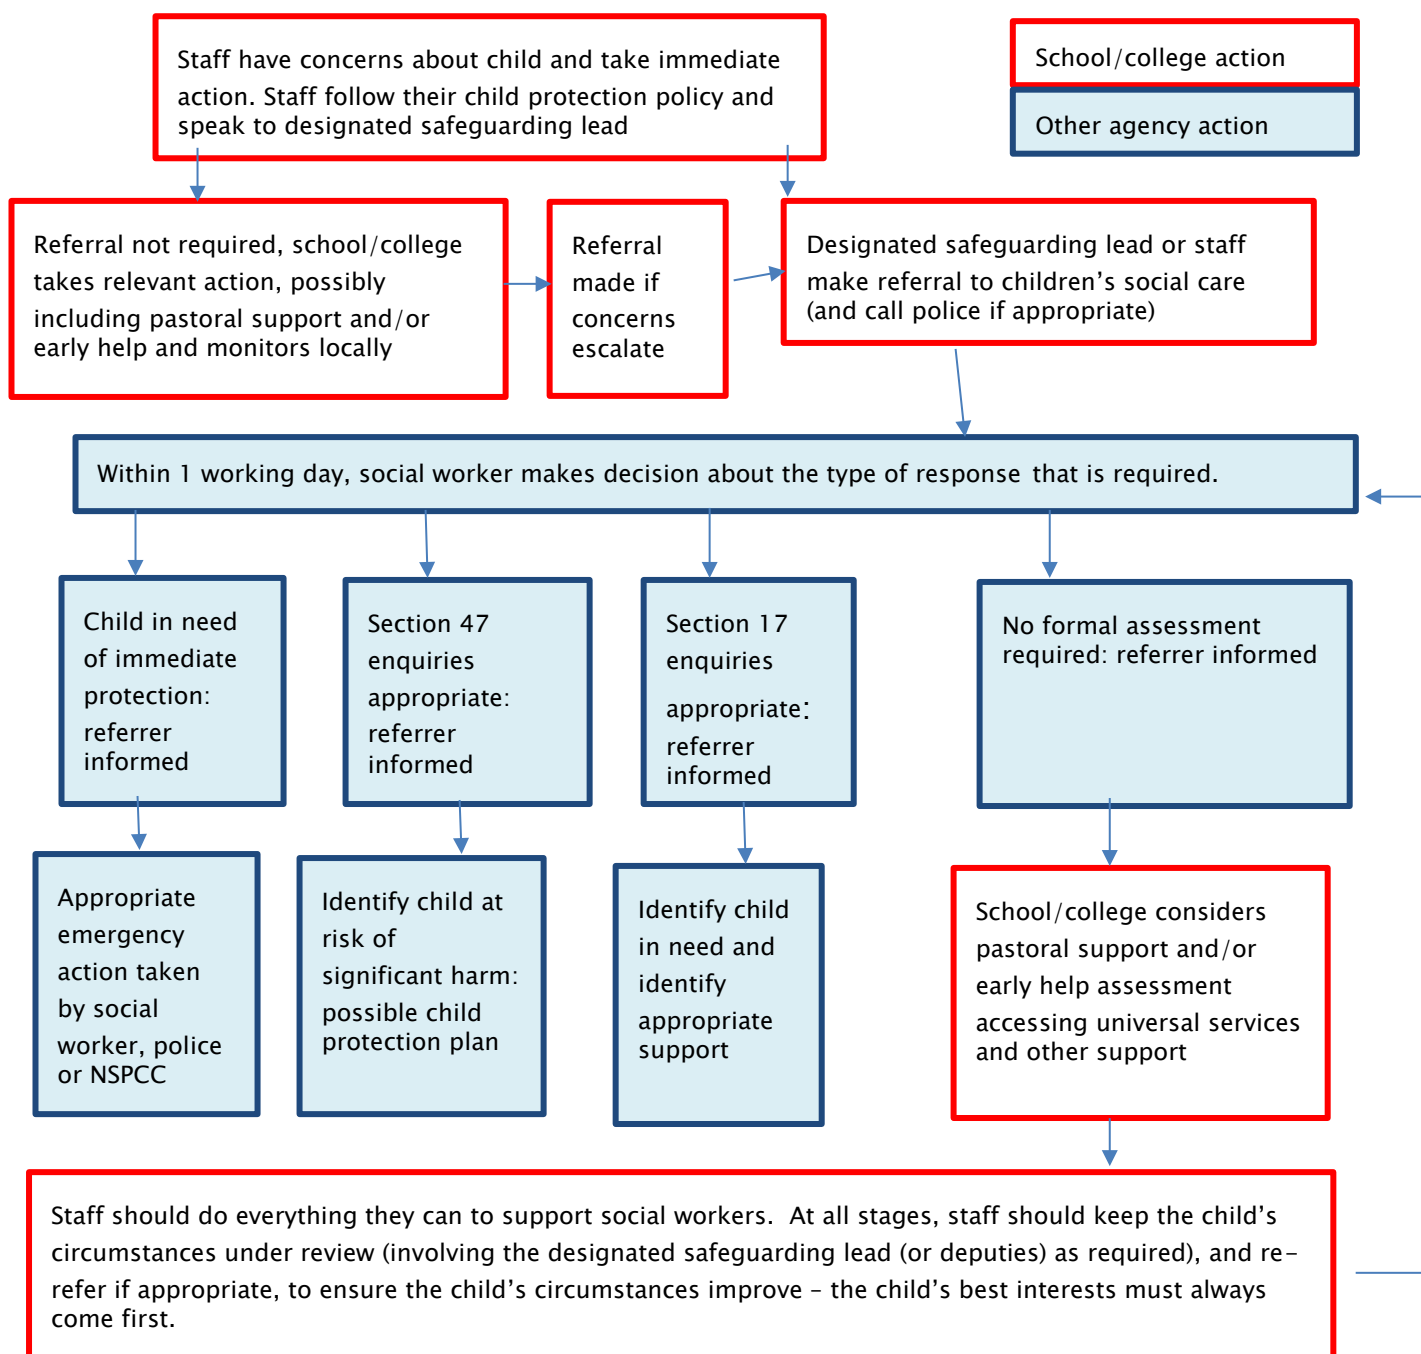 Staff have concerns about child and take immediate
action. Staff follow their child protection policy and
speak to designated safeguarding lead
School/college action
Other agency action
Referral not required, school/college
takes relevant action, possibly
including pastoral support and/or
early help and monitors locally
Referral
made if
concerns
escalate
Designated safeguarding lead or staff
make referral to children’s social care
(and call police if appropriate)
Within 1 working day, social worker makes decision about the type of response that is required.
Child in need
of immediate
protection:
referrer
informed
Section 47
enquiries
appropriate:
referrer
informed
Section 17
enquiries
appropriate:
referrer
informed
No formal assessment
required: referrer informed
Appropriate
emergency
action taken
by social
worker, police
or NSPCC
Identify child at
risk of
significant harm:
possible child
protection plan
Identify child
in need and
identify
appropriate
support
School/college considers
pastoral support and/or
early help assessment
accessing universal services
and other support
Staff should do everything they can to support social workers. At all stages, staff should keep the child’s
circumstances under review (involving the designated safeguarding lead (or deputies) as required), and re–
refer if appropriate, to ensure the child’s circumstances improve – the child’s best interests must always
come first.